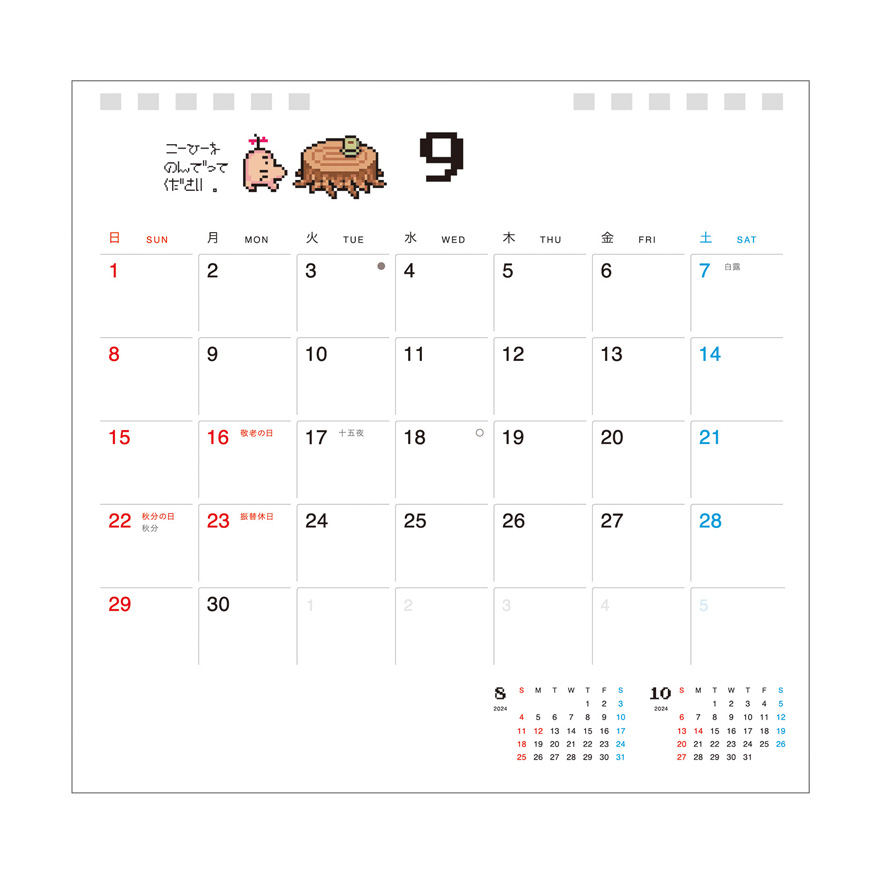 こーひーを
のんでって
ください 。
9
日 SUN 月 MON 火 TUE 水 WED 木 THU 金 FRI 土 SAT
1 2 3 4 5 6 7 白露
8 9 10 11 12 13 14
15 16 敬老の日 17 十五夜 18 19 20 21
22 秋分の日 23 振替休日 24 25 26 27 28
秋分
29 30 1 2 3 4 5
8 S M T W T F S
2024 1 2 3
4 5 6 7 8 9 10
11 12 13 14 15 16 17
18 19 20 21 22 23 24
25 26 27 28 29 30 31
10 S M T W T F S
2024 1 2 3 4 5
6 7 8 9 10 11 12
13 14 15 16 17 18 19
20 21 22 23 24 25 26
27 28 29 30 31